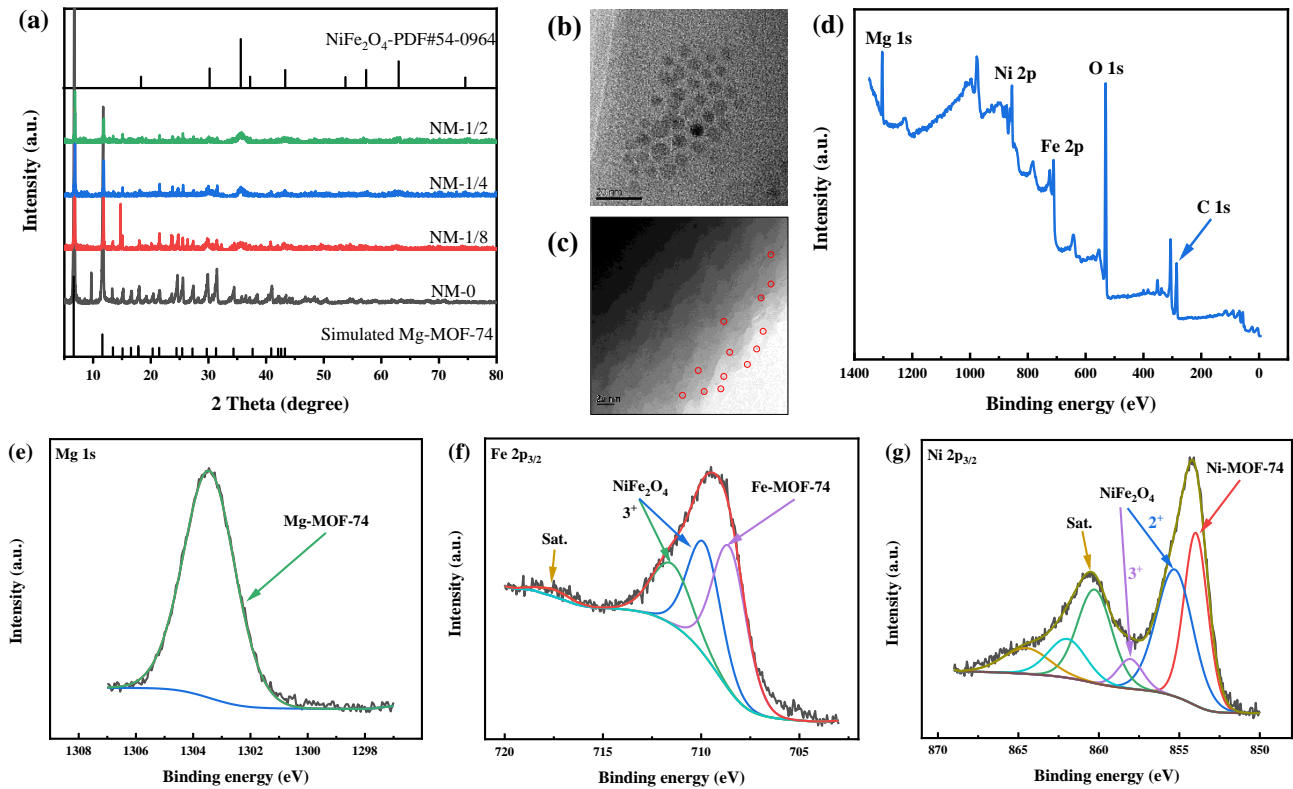 (a)
NiFe2O4-PDF#54-0964
NM-1/2
NM-1/4
NM-1/8
NM-0
Simulated Mg-MOF-74
Intensity (a.u.)
10 20 30 40 50 60 70 80
2 Theta (degree)
(b)
(c)
(d)
Mg 1s
Ni 2p
Fe 2p
O 1s
C 1s
Intensity (a.u.)
1400 1200 1000 800 600 400 200 0
Binding energy (eV)
(e)
Mg 1s
Mg-MOF-74
Intensity (a.u.)
1308 1306 1304 1302 1300 1298
Binding energy (eV)
(f)
Fe 2p3/2
NiFe2O4
3+
Fe-MOF-74
Sat.
Intensity (a.u.)
720 715 710 705
Binding energy (eV)
(g)
Ni 2p3/2
Ni-MOF-74
NiFe2O4
2+
Sat.
3+
Intensity (a.u.)
870 865 860 855 850
Binding energy (eV)